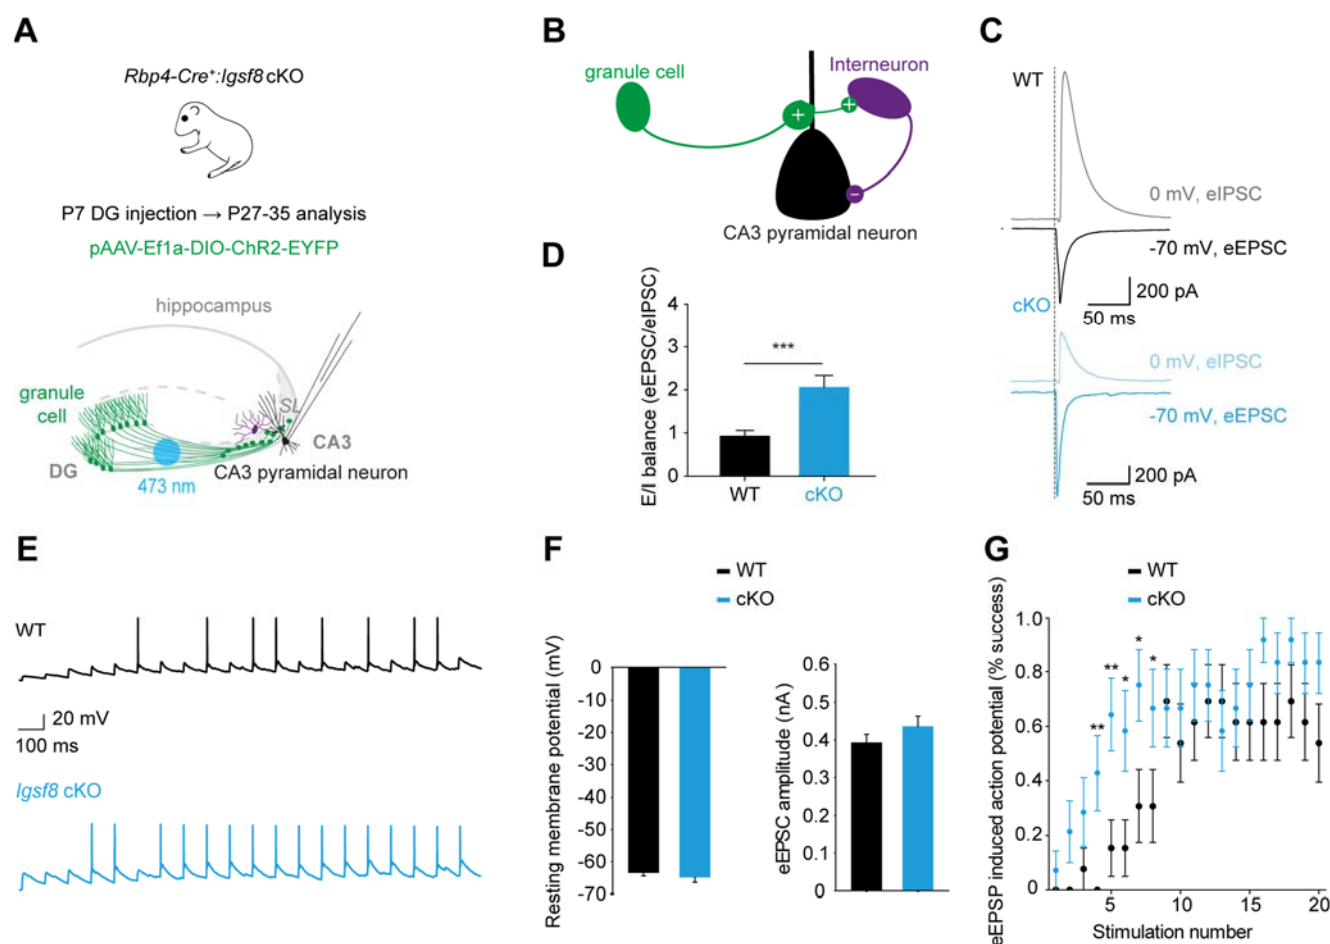 A
Rbp4-Cre⁺:Igsf8 cKO
P7 DG injection → P27-35 analysis
pAAV-Ef1a-DIO-ChR2-EYFP
hippocampus
granule
cell
SL
CA3
DG
CA3 pyramidal neuron
473 nm
B
granule cell
Interneuron
+
+
−
CA3 pyramidal neuron
C
WT
0 mV, eIPSC
-70 mV, eEPSC
200 pA
50 ms
cKO
0 mV, eIPSC
-70 mV, eEPSC
200 pA
50 ms
D
E/I balance (eEPSC/eIPSC)
4
3
2
1
0
***
WT
cKO
E
WT
20 mV
100 ms
Igsf8 cKO
F
WT
cKO
Resting membrane potential (mV)
0
-10
-20
-30
-40
-50
-60
-70
eEPSC amplitude (nA)
0.6
0.5
0.4
0.3
0.2
0.1
0
G
WT
cKO
eEPSP induced action potential (% success)
1.0
0.8
0.6
0.4
0.2
0
**
**
*
*
*
5
10
15
20
Stimulation number